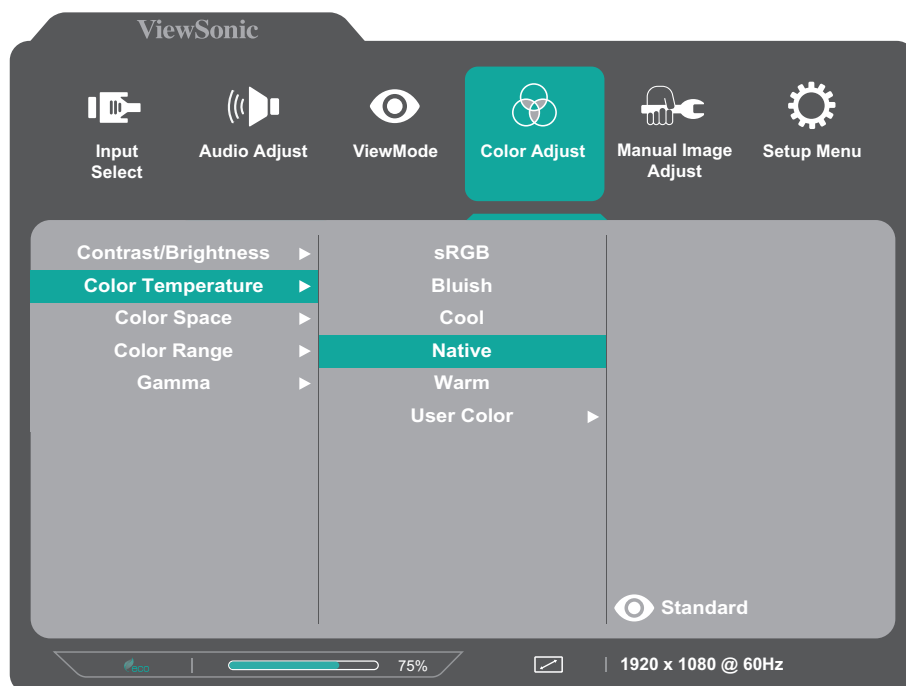 ViewSonic
Input
Select
Audio Adjust
ViewMode
Color Adjust
Manual Image
Adjust
Setup Menu
Contrast/Brightness
Color Temperature
Color Space
Color Range
Gamma
sRGB
Bluish
Cool
Native
Warm
User Color
Standard
eco
75%
1920 x 1080 @ 60Hz